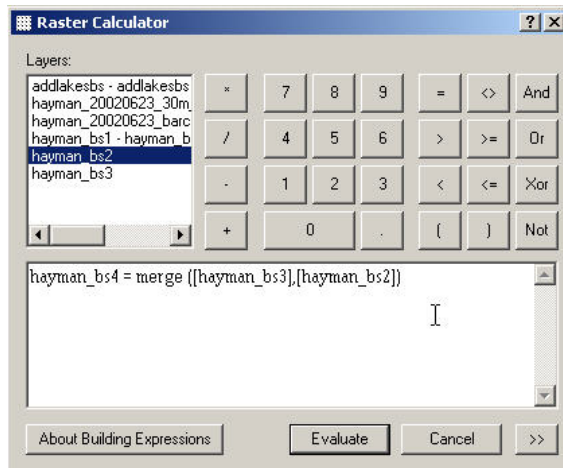 Raster Calculator
? X
Layers:
addlakesbs - addlakesbs
hayman_20020623_30m_
hayman_20020623_barc
hayman_bs1 - hayman_b
hayman_bs2
hayman_bs3
* 7 8 9 = <> And
/ 4 5 6 > >= Or
- 1 2 3 < <= Xor
+ 0 . ( ) Not
hayman_bs4 = merge ([hayman_bs3],[hayman_bs2])
About Building Expressions Evaluate Cancel >>